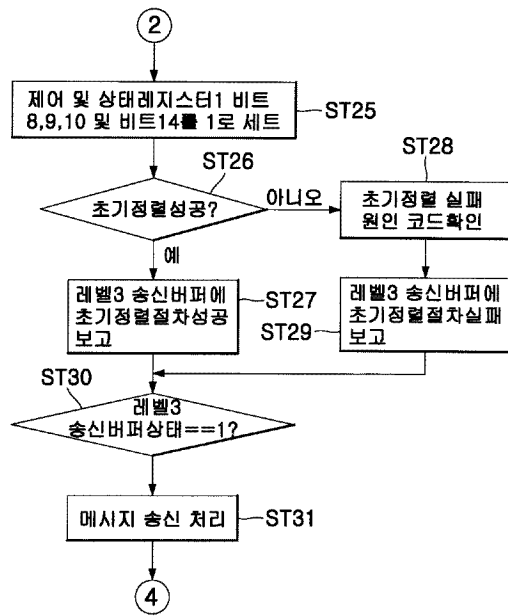 2
제어 및 상태레지스터1 비트
8,9,10 및 비트14를 1로 세트
ST25
ST26
초기정렬성공?
아니오
ST28
초기정렬 실패
원인 코드확인
예
레벨3 송신버퍼에
초기정렬절차성공
보고
ST27
ST29
레벨3 송신버퍼에
초기정렬절차실패
보고
ST30
레벨3
송신버퍼상태==1?
메시지 송신 처리
ST31
4